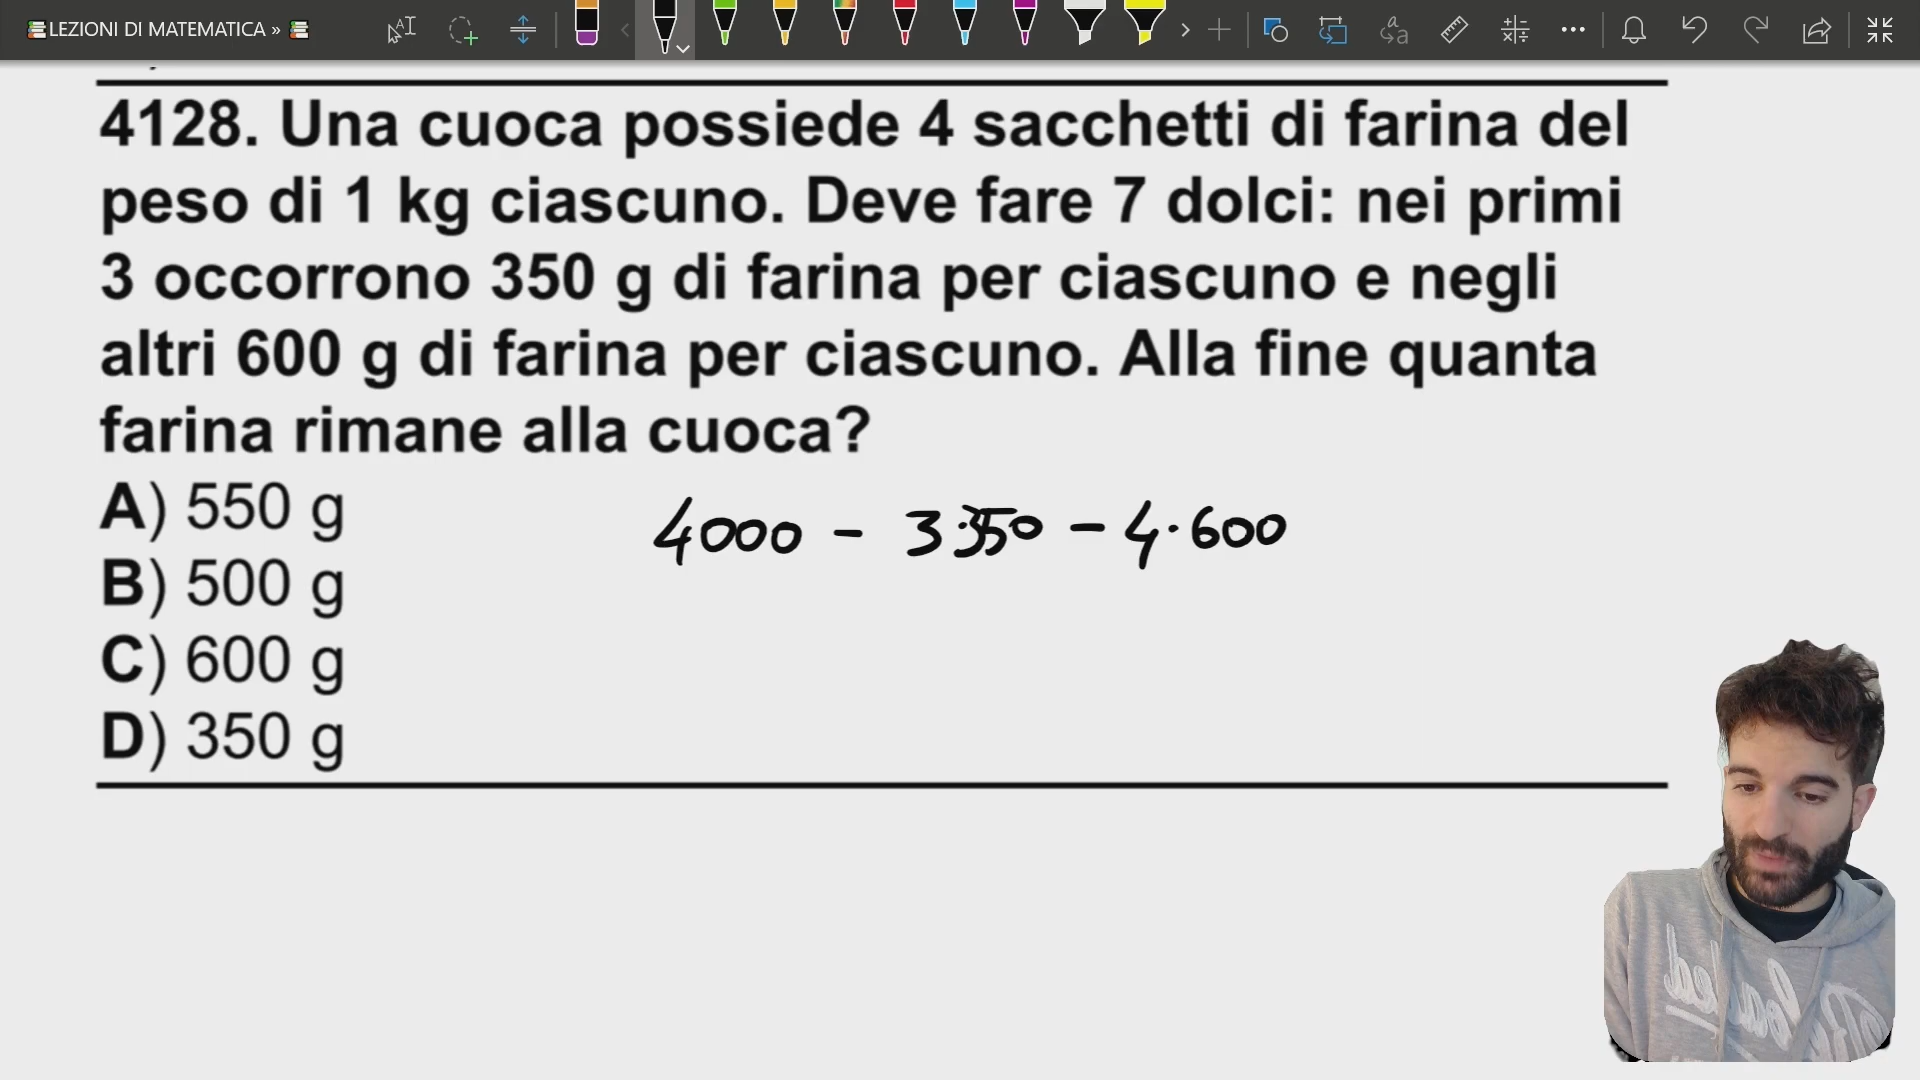 LEZIONI DI MATEMATICA »
4128. Una cuoca possiede 4 sacchetti di farina del
peso di 1 kg ciascuno. Deve fare 7 dolci: nei primi
3 occorrono 350 g di farina per ciascuno e negli
altri 600 g di farina per ciascuno. Alla fine quanta
farina rimane alla cuoca?
A) 550 g
B) 500 g
C) 600 g
D) 350 g
4000 - 3·350 - 4·600